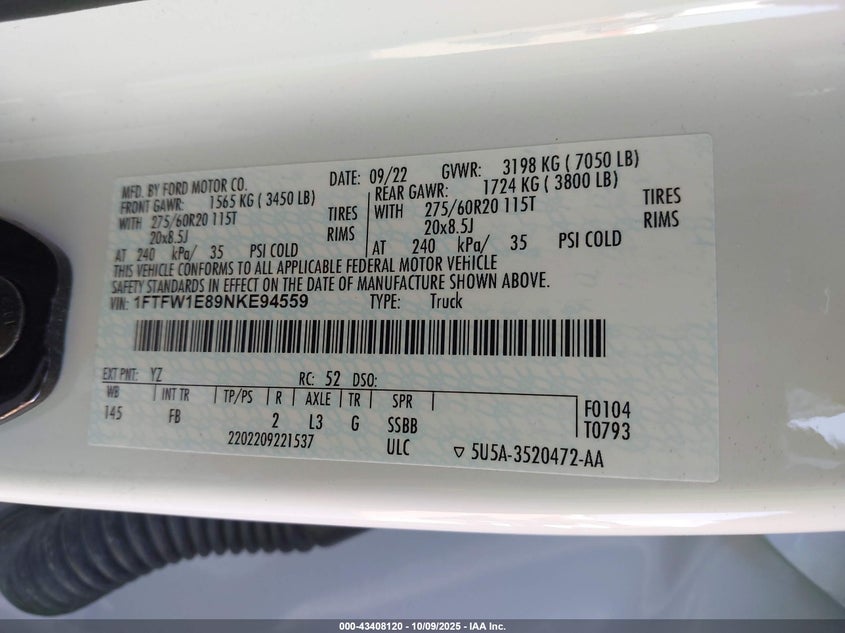 MFD. BY FORD MOTOR CO.
DATE: 09/22 GVWR: 3198 KG ( 7050 LB)
FRONT GAWR: 1565 KG ( 3450 LB) REAR GAWR: 1724 KG ( 3800 LB)
WITH 275/60R20 115T TIRES WITH 275/60R20 115T TIRES
20x8.5J RIMS 20x8.5J RIMS
AT 240 kPa/ 35 PSI COLD AT 240 kPa/ 35 PSI COLD
THIS VEHICLE CONFORMS TO ALL APPLICABLE FEDERAL MOTOR VEHICLE
SAFETY STANDARDS IN EFFECT ON THE DATE OF MANUFACTURE SHOWN ABOVE.
VIN: 1FTFW1E89NKE94559 TYPE: Truck
EXT PNT: YZ RC: 52 DSO:
WB INT TR TP/PS R AXLE TR SPR
145 FB 2 L3 G SSBB
F0104
T0793
2202209221537 ULC ▽ 5U5A-3520472-AA
000-43408120 - 10/09/2025 - IAA Inc.